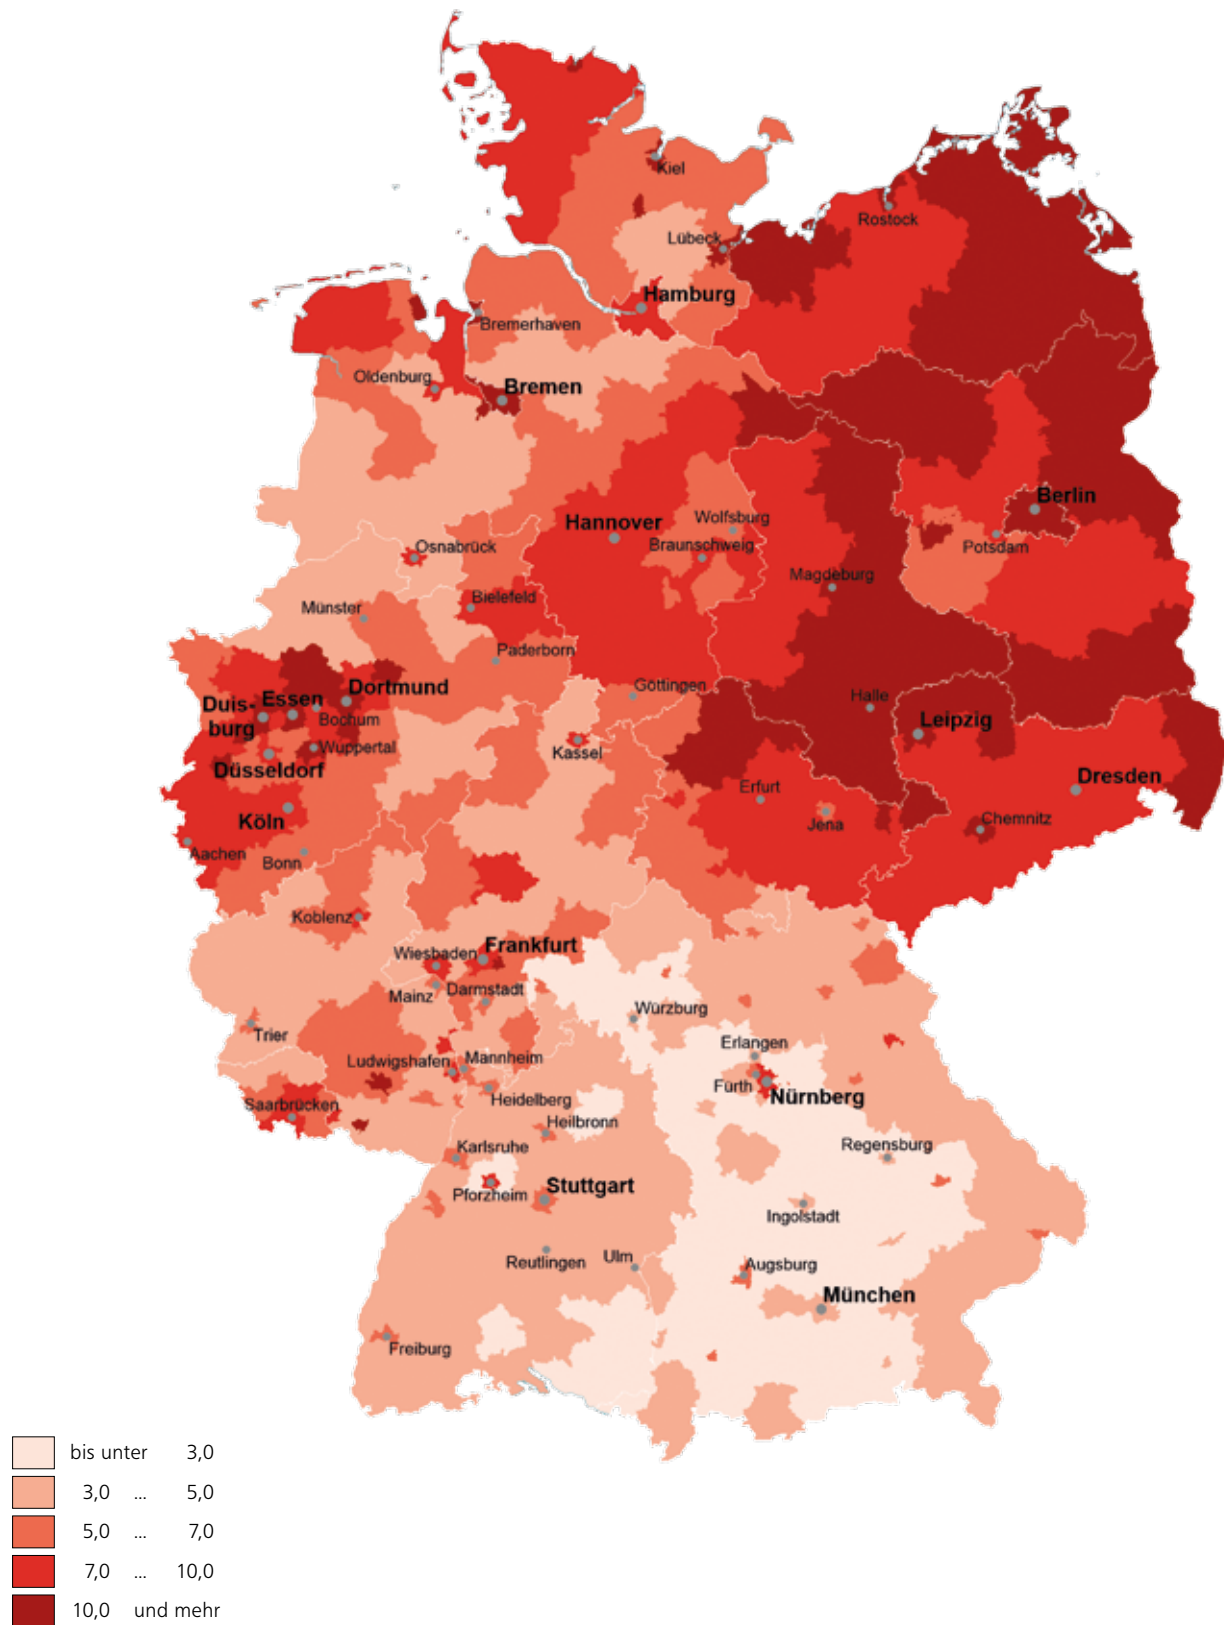 Kiel
Rostock
Lübeck
Hamburg
Bremerhaven
Oldenburg
Bremen
Berlin
Hannover
Wolfsburg
Osnabrück
Braunschweig
Potsdam
Magdeburg
Bielefeld
Münster
Paderborn
Göttingen
Duis-
burg
Essen
Dortmund
Halle
Bochum
Leipzig
Wuppertal
Kassel
Düsseldorf
Dresden
Erfurt
Köln
Jena
Chemnitz
Aachen
Bonn
Koblenz
Frankfurt
Wiesbaden
Mainz
Darmstadt
Würzburg
Trier
Erlangen
Ludwigshafen
Mannheim
Fürth
Nürnberg
Heidelberg
Saarbrücken
Heilbronn
Karlsruhe
Regensburg
Stuttgart
Pforzheim
Ingolstadt
Reutlingen
Ulm
Augsburg
München
Freiburg
bis unter 3,0
3,0 ... 5,0
5,0 ... 7,0
7,0 ... 10,0
10,0 und mehr